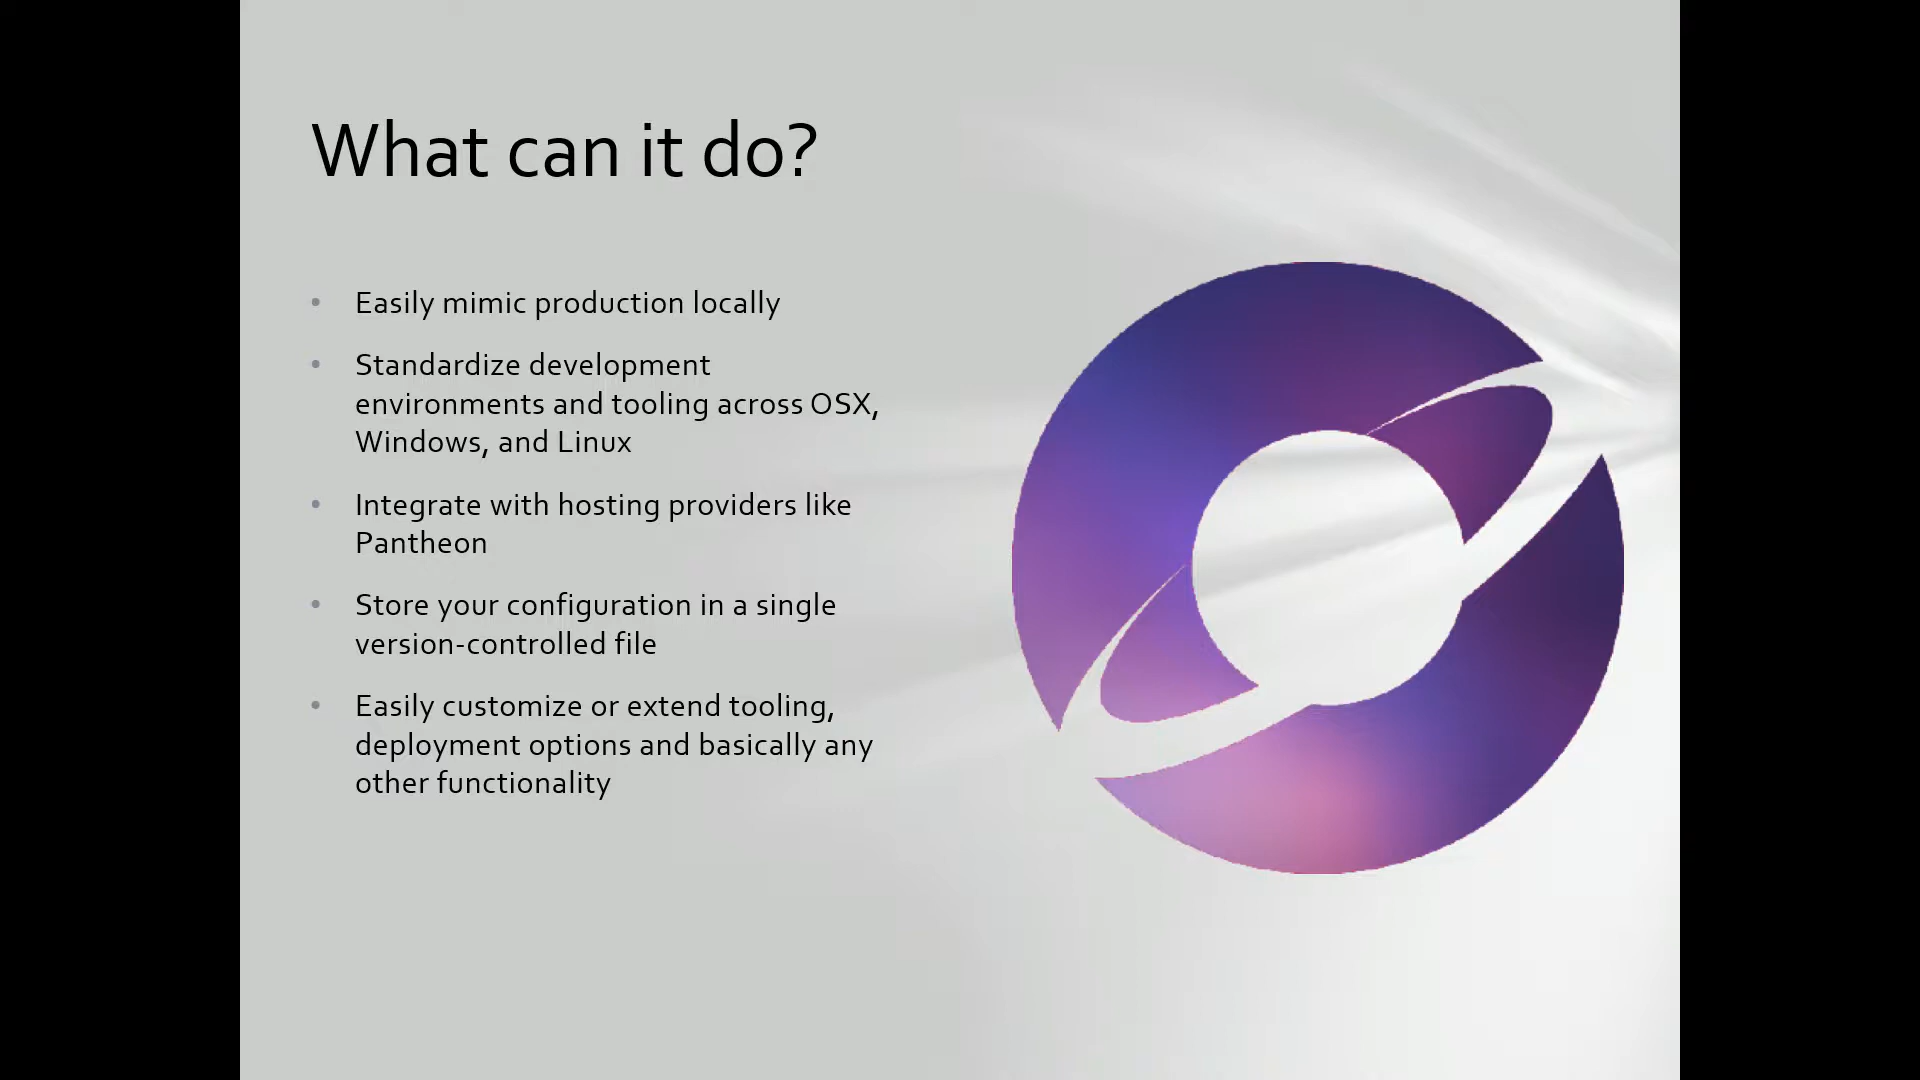 What can it do?
• Easily mimic production locally
• Standardize development
environments and tooling across OSX,
Windows, and Linux
• Integrate with hosting providers like
Pantheon
• Store your configuration in a single
version-controlled file
• Easily customize or extend tooling,
deployment options and basically any
other functionality